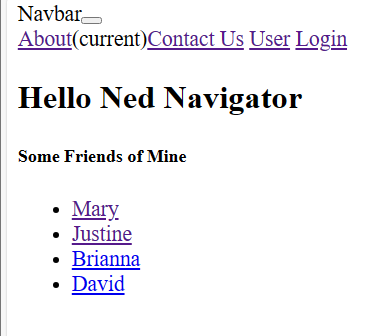 Navbar
About(current)Contact Us User Login
Hello Ned Navigator
Some Friends of Mine
Mary
Justine
Brianna
David